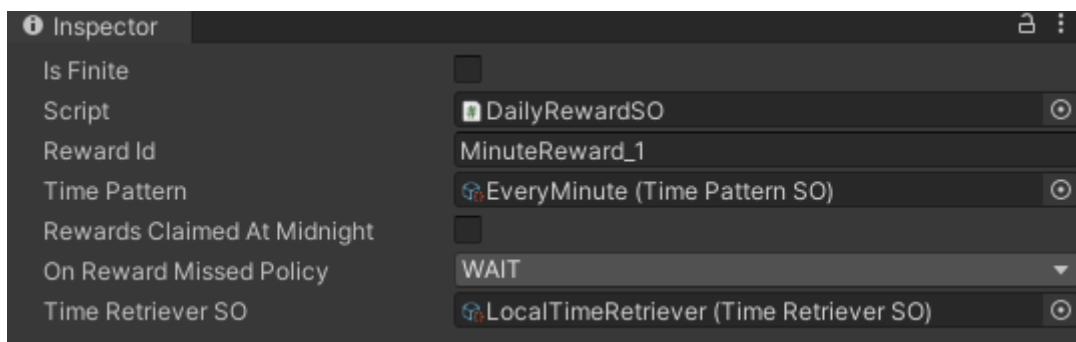 Inspector
Is Finite
Script DailyRewardSO
Reward Id MinuteReward_1
Time Pattern EveryMinute (Time Pattern SO)
Rewards Claimed At Midnight
On Reward Missed Policy WAIT
Time Retriever SO LocalTimeRetriever (Time Retriever SO)